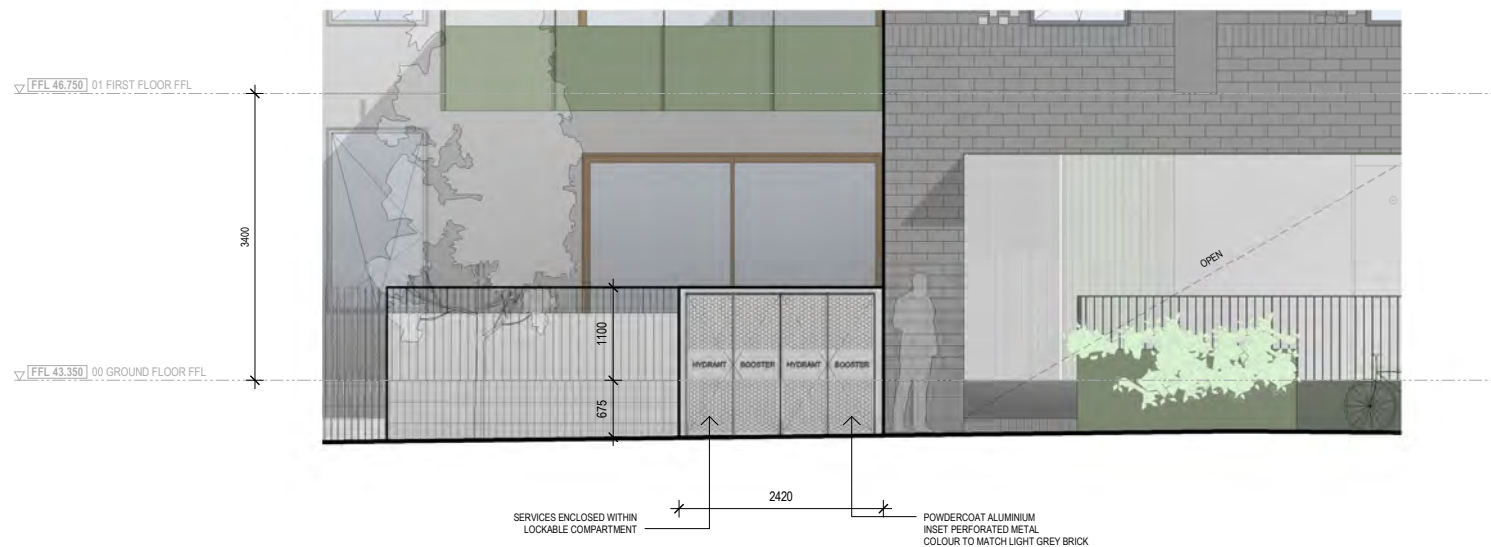 FFL 46.750 01 FIRST FLOOR FFL
3400
OPEN
1100
HYDRANT BOOSTER HYDRANT BOOSTER
FFL 43.350 00 GROUND FLOOR FFL
675
2420
SERVICES ENCLOSED WITHIN
LOCKABLE COMPARTMENT
POWDERCOAT ALUMINIUM
INSET PERFORATED METAL
COLOUR TO MATCH LIGHT GREY BRICK